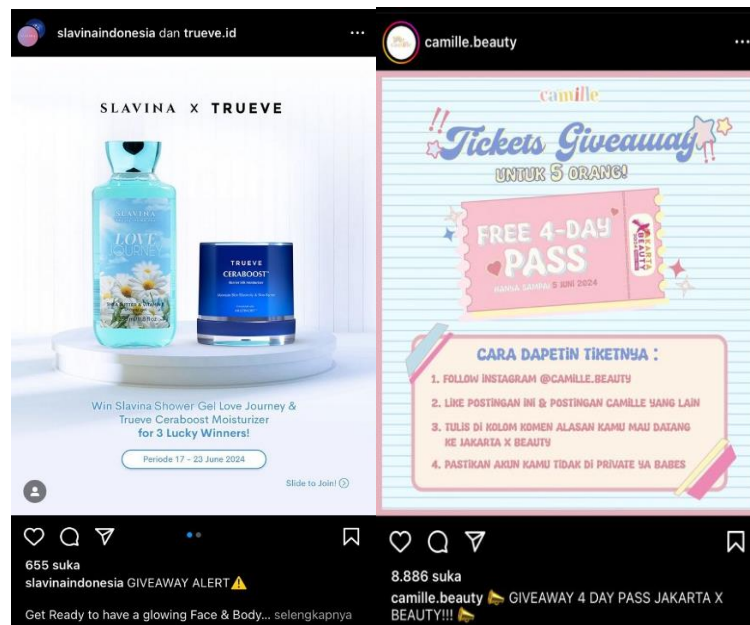 slavinaindonesia dan trueve.id
SLAVINA X TRUEVE
SLAVINA
LOVE
JOURNEY
TRUEVE
CERABOOST™
Win Slavina Shower Gel Love Journey &
Trueve Ceraboost Moisturizer
for 3 Lucky Winners!
Periode 17 - 23 June 2024
Slide to Join!
655 suka
slavinaindonesia GIVEAWAY ALERT⚠️
Get Ready to have a glowing Face & Body... selengkapnya
camille.beauty
camille
!! Tickets Giveaway !!
UNTUK 5 ORANG!
FREE 4-DAY
PASS
HANYA SAMPAI 5 JUNI 2024
JAKARTA
X BEAUTY
CARA DAPETIN TIKETNYA :
1. FOLLOW INSTAGRAM @CAMILLE.BEAUTY
2. LIKE POSTINGAN INI & POSTINGAN CAMILLE YANG LAIN
3. TULIS DI KOLOM KOMEN ALASAN KAMU MAU DATANG
KE JAKARTA X BEAUTY
4. PASTIKAN AKUN KAMU TIDAK DI PRIVATE YA BABES
8.886 suka
camille.beauty 📣 GIVEAWAY 4 DAY PASS JAKARTA X
BEAUTY!!! 📣